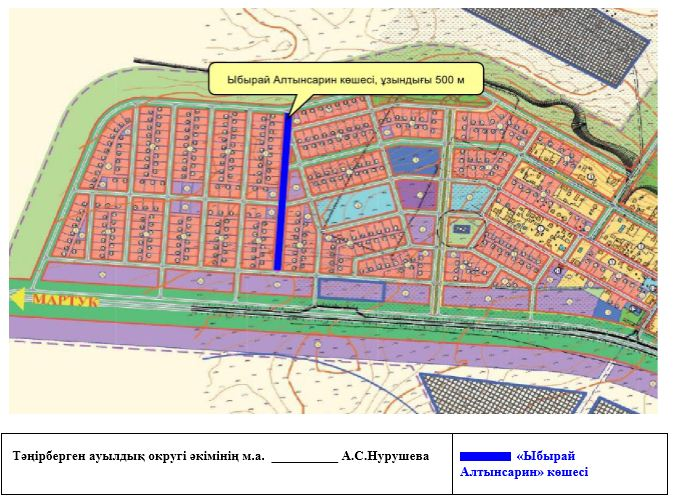 Ыбырай Алтынсарин көшесі, ұзындығы 500 м
МАРТУК
Тәңірберген ауылдық округі әкімінің м.а. __________ А.С.Нурушева
«Ыбырай
Алтынсарин» көшесі